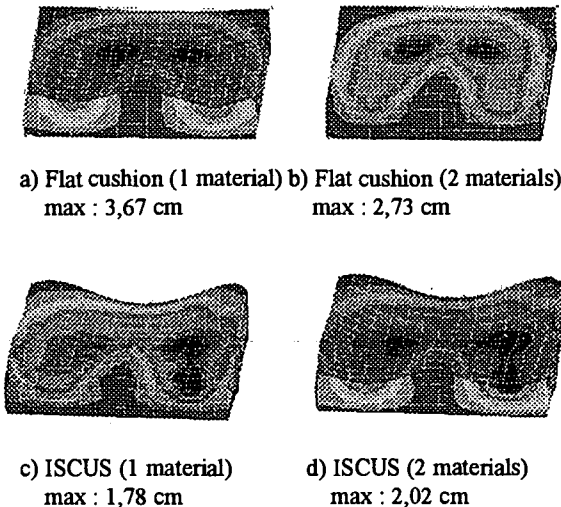 a) Flat cushion (1 material) b) Flat cushion (2 materials)
max : 3,67 cm max : 2,73 cm
c) ISCUS (1 material) d) ISCUS (2 materials)
max : 1,78 cm max : 2,02 cm